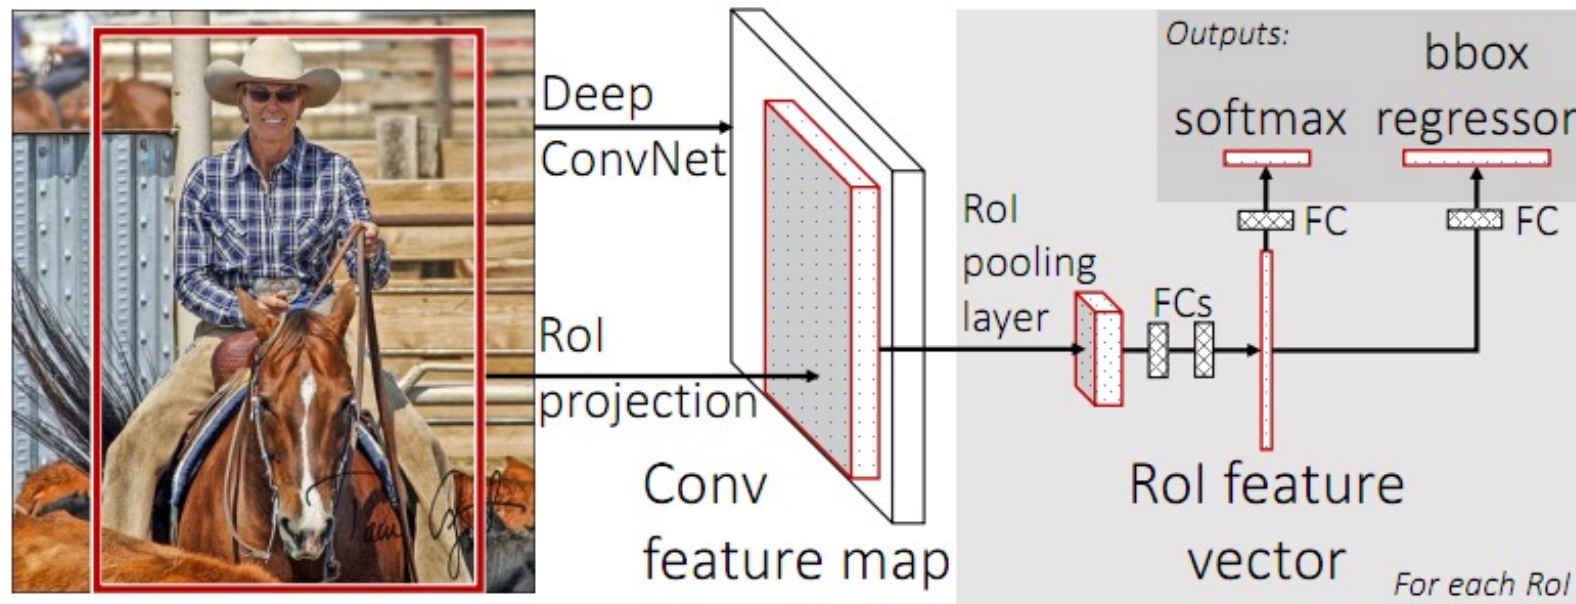 Deep
ConvNet
RoI
projection
Conv
feature map
RoI
pooling
layer
FCs
RoI feature
vector
For each RoI
Outputs:
softmax
bbox
regressor
FC
FC